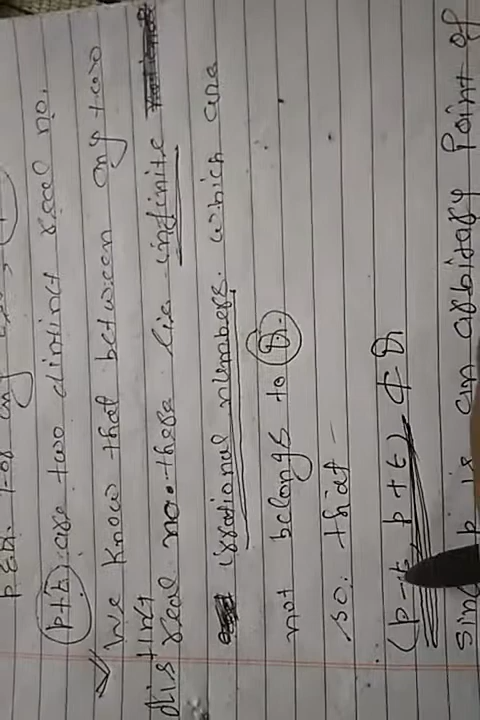 (p+ε) are two distinct real no.
We know that between any two
distinct
real no. there lie infinite
irrational numbers. which are
not belongs to Q.
so. that -
(p-ε, p+ε) ⊄ Q
Since p is an arbitary point of